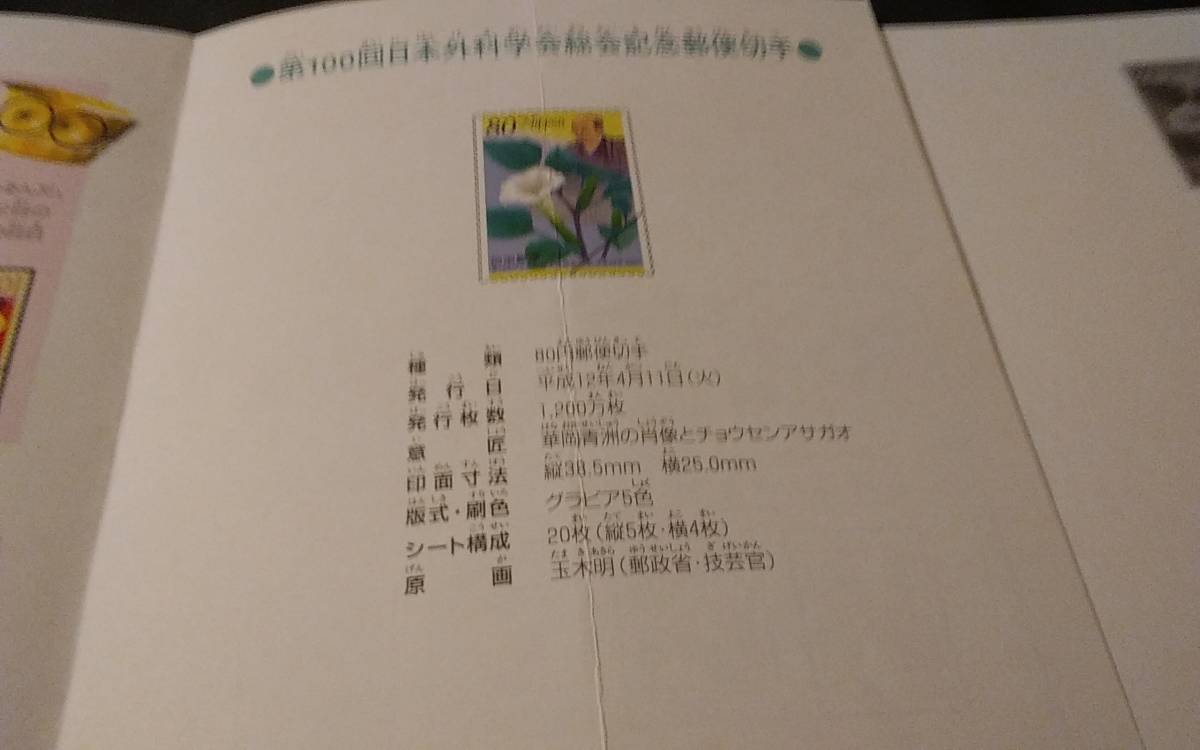 第100回日本外科学会総会記念郵便切手
80 NIPPON
種類 80円郵便切手
発行日 平成12年4月11日(火)
発行枚数 1,200万枚
意匠 華岡青洲の肖像とチョウセンアサガオ
印面寸法 縦38.5mm 横25.0mm
版式・刷色 グラビア5色
シート構成 20枚(縦5枚・横4枚)
原画 玉木明(郵政省・技芸官)